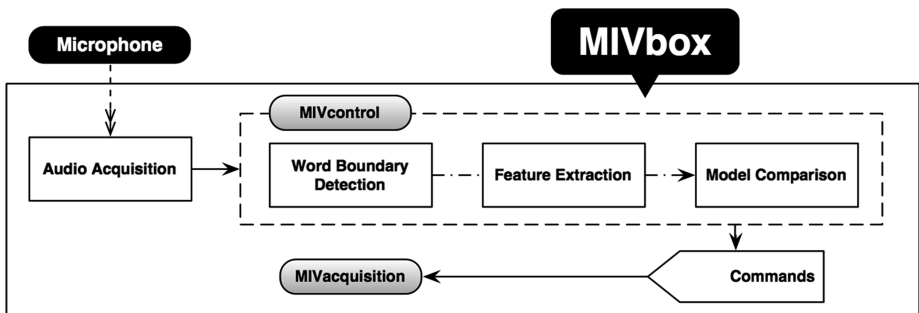 Microphone
MIVbox
MIVcontrol
Audio Acquisition
Word Boundary
Detection
Feature Extraction
Model Comparison
MIVacquisition
Commands